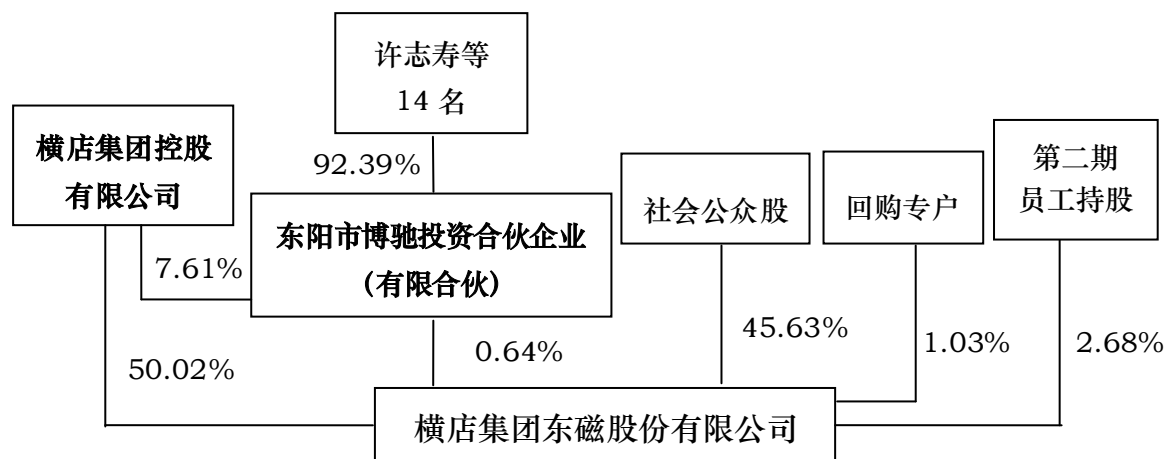 许志寿等
14 名
横店集团控股
有限公司
92.39%
第二期
员工持股
社会公众股
回购专户
东阳市博驰投资合伙企业
（有限合伙）
7.61%
50.02%
0.64%
45.63%
1.03%
2.68%
横店集团东磁股份有限公司